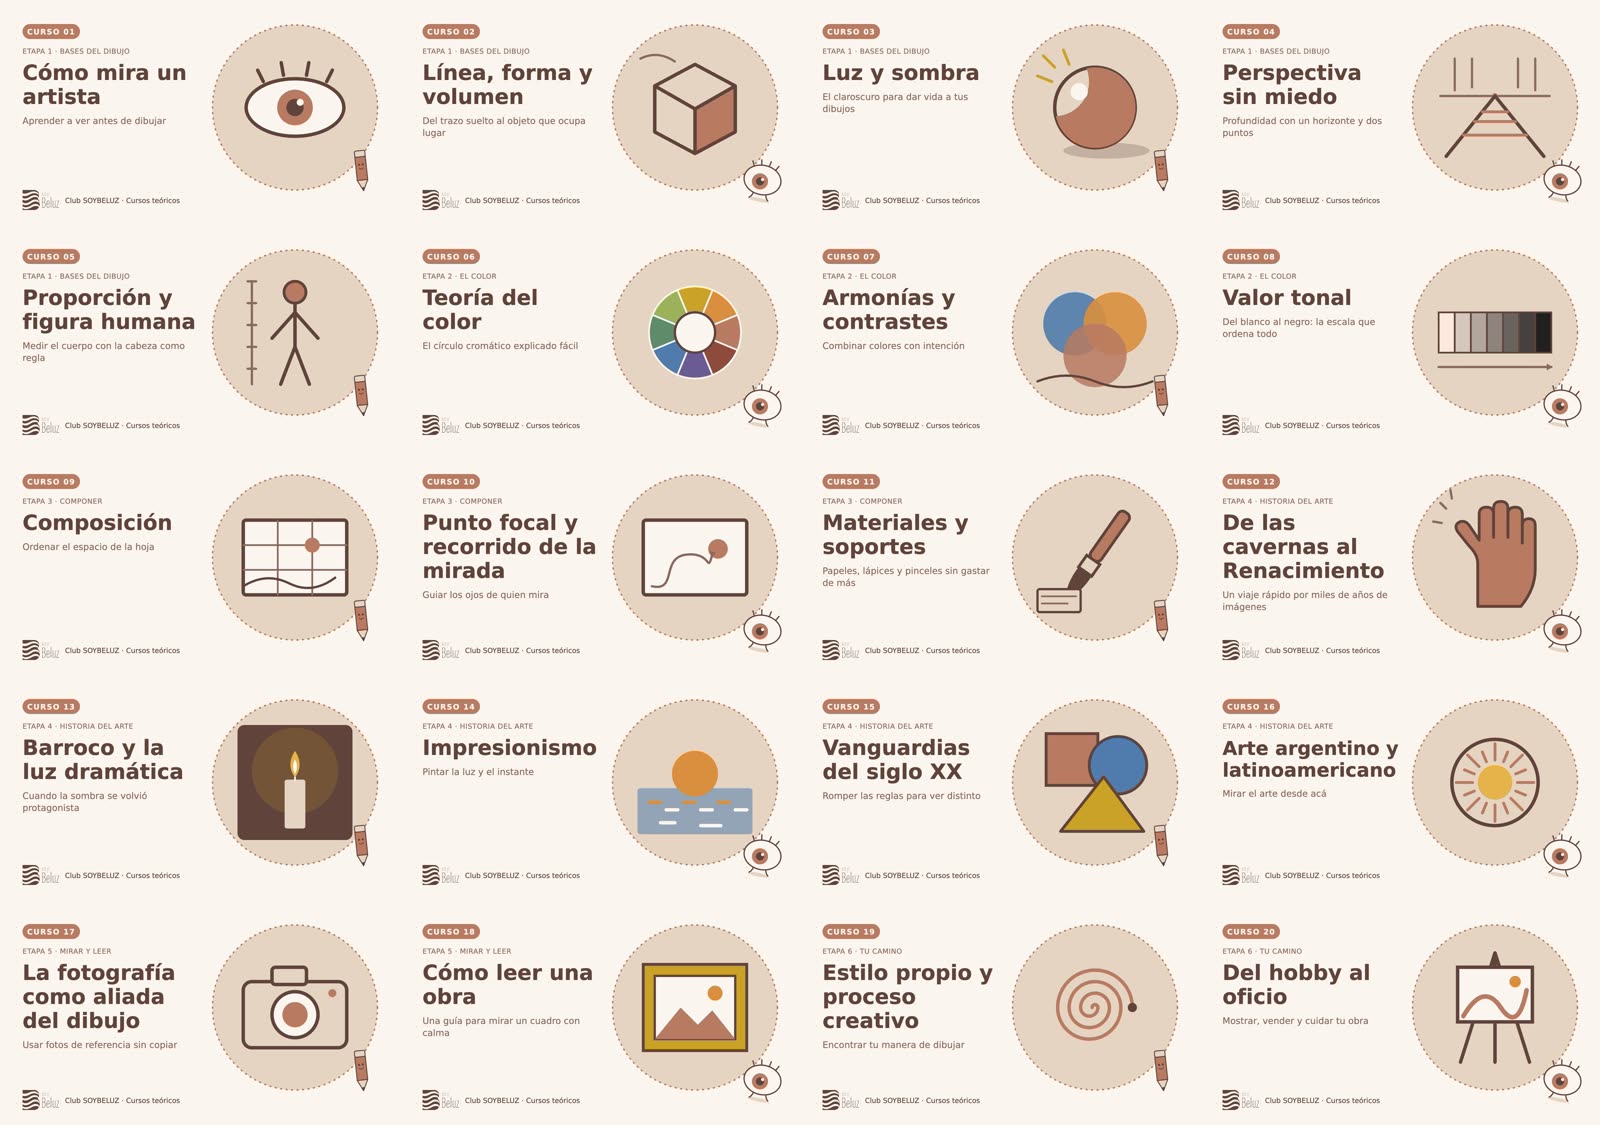 CURSO 01
ETAPA 1 · BASES DEL DIBUJO
Cómo mira un
artista
Aprender a ver antes de dibujar
Beluz
Club SOYBELUZ · Cursos teóricos
CURSO 02
ETAPA 1 · BASES DEL DIBUJO
Línea, forma y
volumen
Del trazo suelto al objeto que ocupa
lugar
Beluz
Club SOYBELUZ · Cursos teóricos
CURSO 03
ETAPA 1 · BASES DEL DIBUJO
Luz y sombra
El claroscuro para dar vida a tus
dibujos
Beluz
Club SOYBELUZ · Cursos teóricos
CURSO 04
ETAPA 1 · BASES DEL DIBUJO
Perspectiva
sin miedo
Profundidad con un horizonte y dos
puntos
Beluz
Club SOYBELUZ · Cursos teóricos
CURSO 05
ETAPA 1 · BASES DEL DIBUJO
Proporción y
figura humana
Medir el cuerpo con la cabeza como
regla
Beluz
Club SOYBELUZ · Cursos teóricos
CURSO 06
ETAPA 2 · EL COLOR
Teoría del
color
El círculo cromático explicado fácil
Beluz
Club SOYBELUZ · Cursos teóricos
CURSO 07
ETAPA 2 · EL COLOR
Armonías y
contrastes
Combinar colores con intención
Beluz
Club SOYBELUZ · Cursos teóricos
CURSO 08
ETAPA 2 · EL COLOR
Valor tonal
Del blanco al negro: la escala que
ordena todo
Beluz
Club SOYBELUZ · Cursos teóricos
CURSO 09
ETAPA 3 · COMPONER
Composición
Ordenar el espacio de la hoja
Beluz
Club SOYBELUZ · Cursos teóricos
CURSO 10
ETAPA 3 · COMPONER
Punto focal y
recorrido de la
mirada
Guiar los ojos de quien mira
Beluz
Club SOYBELUZ · Cursos teóricos
CURSO 11
ETAPA 3 · COMPONER
Materiales y
soportes
Papeles, lápices y pinceles sin gastar
de más
Beluz
Club SOYBELUZ · Cursos teóricos
CURSO 12
ETAPA 4 · HISTORIA DEL ARTE
De las
cavernas al
Renacimiento
Un viaje rápido por miles de años de
imágenes
Beluz
Club SOYBELUZ · Cursos teóricos
CURSO 13
ETAPA 4 · HISTORIA DEL ARTE
Barroco y la
luz dramática
Cuando la sombra se volvió
protagonista
Beluz
Club SOYBELUZ · Cursos teóricos
CURSO 14
ETAPA 4 · HISTORIA DEL ARTE
Impresionismo
Pintar la luz y el instante
Beluz
Club SOYBELUZ · Cursos teóricos
CURSO 15
ETAPA 4 · HISTORIA DEL ARTE
Vanguardias
del siglo XX
Romper las reglas para ver distinto
Beluz
Club SOYBELUZ · Cursos teóricos
CURSO 16
ETAPA 4 · HISTORIA DEL ARTE
Arte argentino y
latinoamericano
Mirar el arte desde acá
Beluz
Club SOYBELUZ · Cursos teóricos
CURSO 17
ETAPA 5 · MIRAR Y LEER
La fotografía
como aliada
del dibujo
Usar fotos de referencia sin copiar
Beluz
Club SOYBELUZ · Cursos teóricos
CURSO 18
ETAPA 5 · MIRAR Y LEER
Cómo leer una
obra
Una guía para mirar un cuadro con
calma
Beluz
Club SOYBELUZ · Cursos teóricos
CURSO 19
ETAPA 6 · TU CAMINO
Estilo propio y
proceso
creativo
Encontrar tu manera de dibujar
Beluz
Club SOYBELUZ · Cursos teóricos
CURSO 20
ETAPA 6 · TU CAMINO
Del hobby al
oficio
Mostrar, vender y cuidar tu obra
Beluz
Club SOYBELUZ · Cursos teóricos